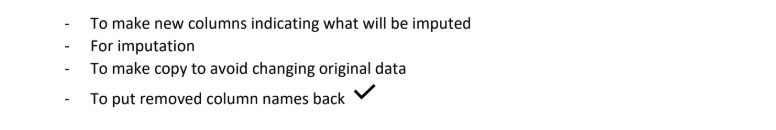 - To make new columns indicating what will be imputed
- For imputation
- To make copy to avoid changing original data
- To put removed column names back ✓